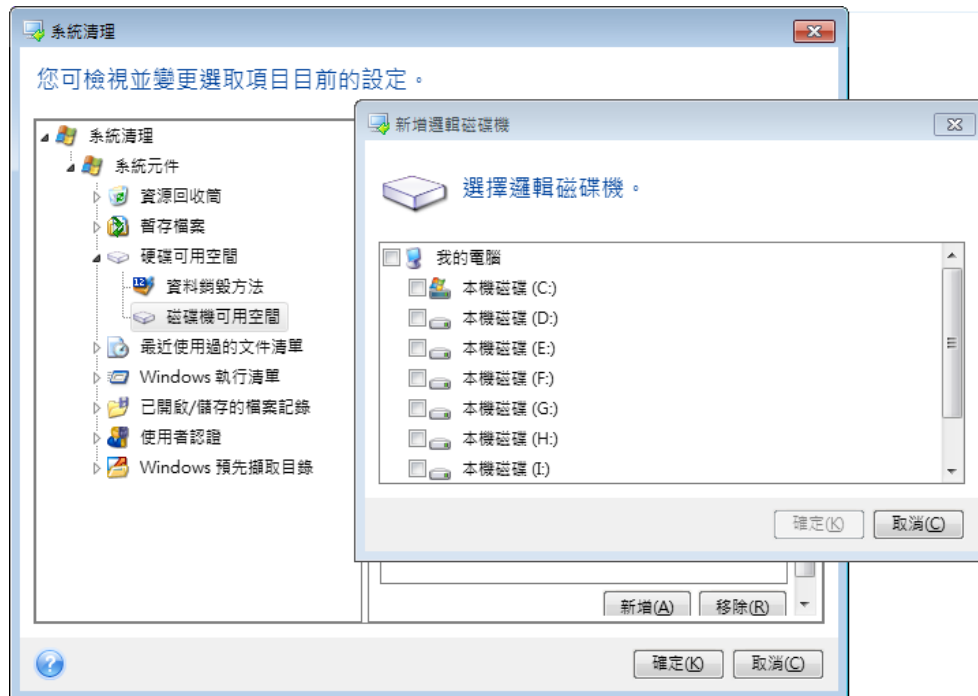 系統清理
您可檢視並變更選取項目目前的設定。
系統清理
系統元件
資源回收筒
暫存檔案
硬碟可用空間
資料銷毀方法
磁碟機可用空間
最近使用過的文件清單
Windows 執行清單
已開啟/儲存的檔案記錄
使用者認證
Windows 預先擷取目錄
新增邏輯磁碟機
選擇邏輯磁碟機。
我的電腦
本機磁碟 (C:)
本機磁碟 (D:)
本機磁碟 (E:)
本機磁碟 (F:)
本機磁碟 (G:)
本機磁碟 (H:)
本機磁碟 (I:)
確定(K)
取消(C)
新增(A)
移除(R)
確定(K)
取消(C)